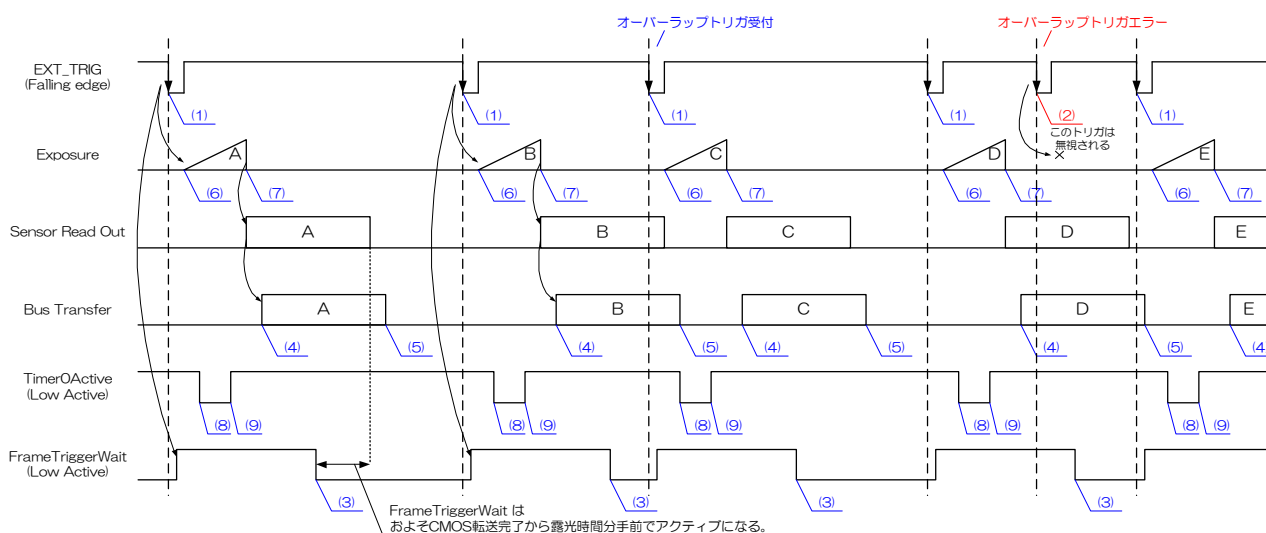 オーバーラップトリガ受付
オーバーラップトリガエラー
EXT_TRIG
(Falling edge)
(1)
(1)
(1)
(1)
(2)
(1)
このトリガは
無視される
Exposure
A
B
C
D
E
(6)
(7)
(6)
(7)
(6)
(7)
(6)
(7)
(6)
(7)
Sensor Read Out
A
B
C
D
E
Bus Transfer
A
B
C
D
E
(4)
(5)
(4)
(5)
(4)
(5)
(4)
(5)
(4
Timer0Active
(Low Active)
(8)
(9)
(8)
(9)
(8)
(9)
(8)
(9)
(8)
(9)
FrameTriggerWait
(Low Active)
(3)
(3)
(3)
(3)
FrameTriggerWait は
およそCMOS転送完了から露光時間分手前でアクティブになる。